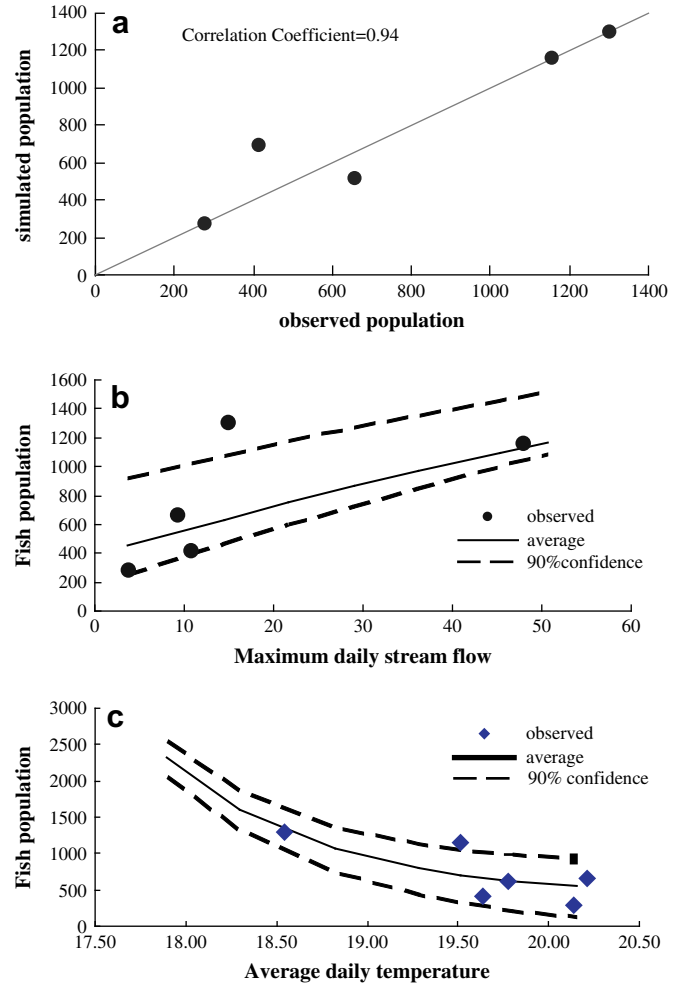 a
Correlation Coefficient=0.94
1400
1200
1000
800
600
400
200
0
simulated population
0 200 400 600 800 1000 1200 1400
observed population
b
1600
1400
1200
1000
800
600
400
200
0
Fish population
observed
average
90%confidence
0 10 20 30 40 50 60
Maximum daily stream flow
c
3000
2500
2000
1500
1000
500
0
Fish population
observed
average
90% confidence
17.50 18.00 18.50 19.00 19.50 20.00 20.50
Average daily temperature